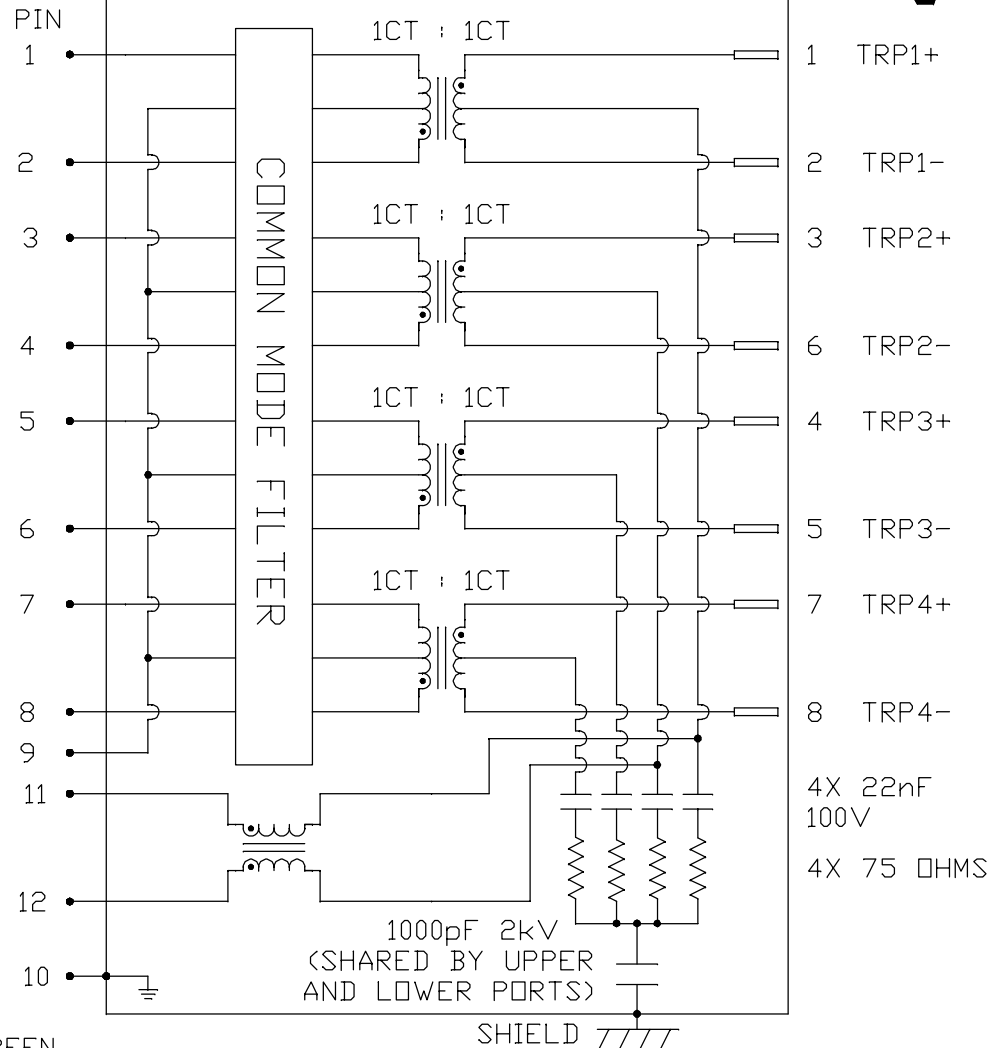 PIN
1CT : 1CT
1
1 TRP1+
2
2 TRP1-
COMMON MODE FILTER
1CT : 1CT
3
3 TRP2+
4
6 TRP2-
1CT : 1CT
5
4 TRP3+
6
5 TRP3-
1CT : 1CT
7
7 TRP4+
8
8 TRP4-
9
11
4X 22nF
100V
4X 75 OHMS
12
1000pF 2kV
(SHARED BY UPPER
AND LOWER PORTS)
10
SHIELD